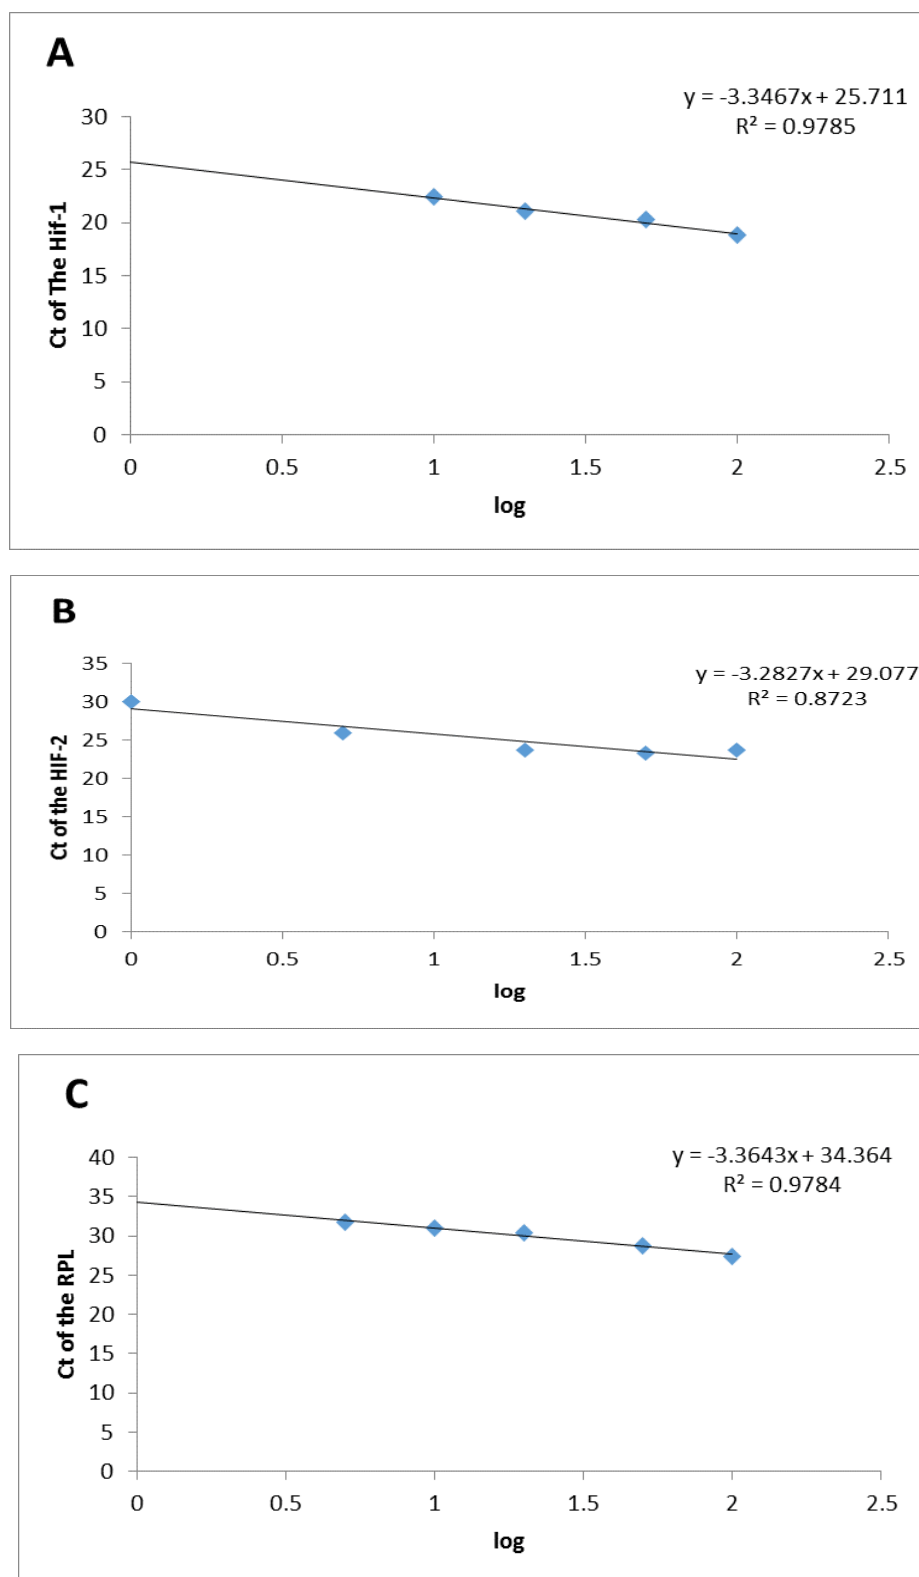 A
y = -3.3467x + 25.711
R² = 0.9785
30
25
20
15
10
5
0
Ct of The Hif-1
0 0.5 1 1.5 2 2.5
log
B
y = -3.2827x + 29.077
R² = 0.8723
35
30
25
20
15
10
5
0
Ct of the HIF-2
0 0.5 1 1.5 2 2.5
log
C
y = -3.3643x + 34.364
R² = 0.9784
40
35
30
25
20
15
10
5
0
Ct of the RPL
0 0.5 1 1.5 2 2.5
log